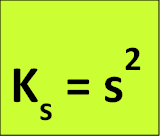 Kₛ = s²